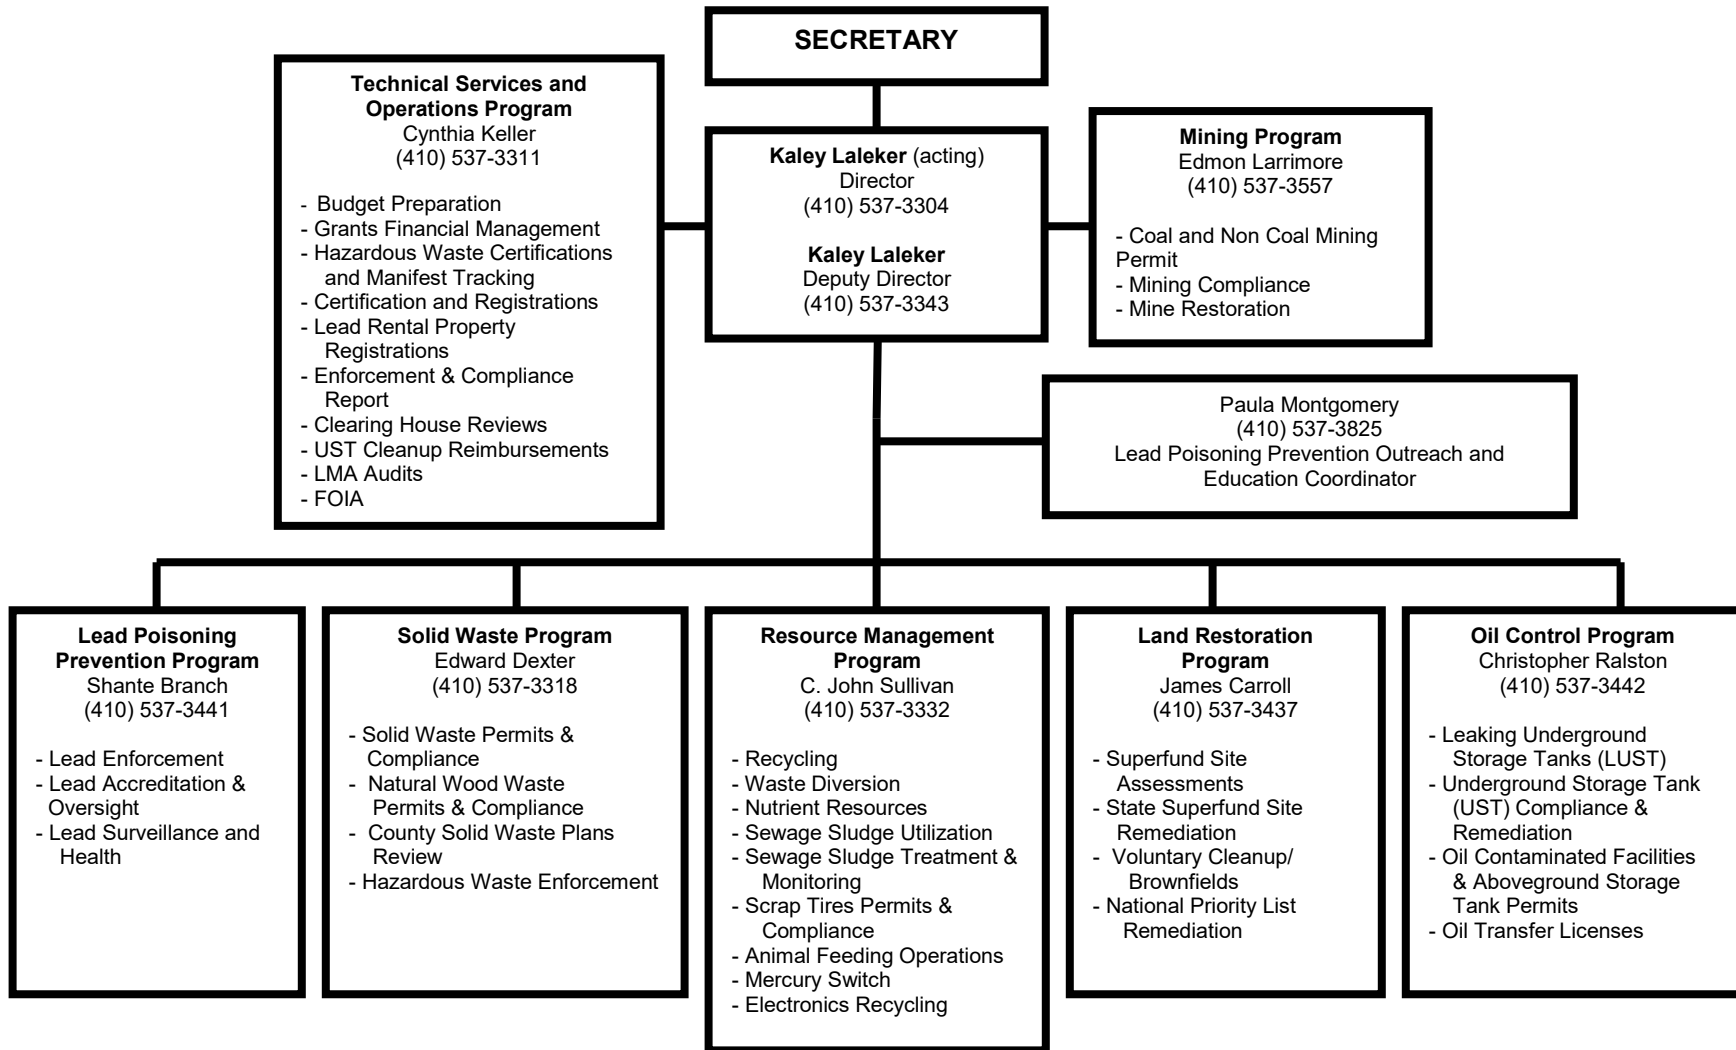 SECRETARY
Technical Services and
Operations Program
Cynthia Keller
(410) 537-3311
- Budget Preparation
- Grants Financial Management
- Hazardous Waste Certifications
and Manifest Tracking
- Certification and Registrations
- Lead Rental Property
Registrations
- Enforcement & Compliance
Report
- Clearing House Reviews
- UST Cleanup Reimbursements
- LMA Audits
- FOIA
Kaley Laleker (acting)
Director
(410) 537-3304
Kaley Laleker
Deputy Director
(410) 537-3343
Mining Program
Edmon Larrimore
(410) 537-3557
- Coal and Non Coal Mining
Permit
- Mining Compliance
- Mine Restoration
Paula Montgomery
(410) 537-3825
Lead Poisoning Prevention Outreach and
Education Coordinator
Lead Poisoning
Prevention Program
Shante Branch
(410) 537-3441
- Lead Enforcement
- Lead Accreditation &
Oversight
- Lead Surveillance and
Health
Solid Waste Program
Edward Dexter
(410) 537-3318
- Solid Waste Permits &
Compliance
- Natural Wood Waste
Permits & Compliance
- County Solid Waste Plans
Review
- Hazardous Waste Enforcement
Resource Management
Program
C. John Sullivan
(410) 537-3332
- Recycling
- Waste Diversion
- Nutrient Resources
- Sewage Sludge Utilization
- Sewage Sludge Treatment &
Monitoring
- Scrap Tires Permits &
Compliance
- Animal Feeding Operations
- Mercury Switch
- Electronics Recycling
Land Restoration
Program
James Carroll
(410) 537-3437
- Superfund Site
Assessments
- State Superfund Site
Remediation
- Voluntary Cleanup/
Brownfields
- National Priority List
Remediation
Oil Control Program
Christopher Ralston
(410) 537-3442
- Leaking Underground
Storage Tanks (LUST)
- Underground Storage Tank
(UST) Compliance &
Remediation
- Oil Contaminated Facilities
& Aboveground Storage
Tank Permits
- Oil Transfer Licenses